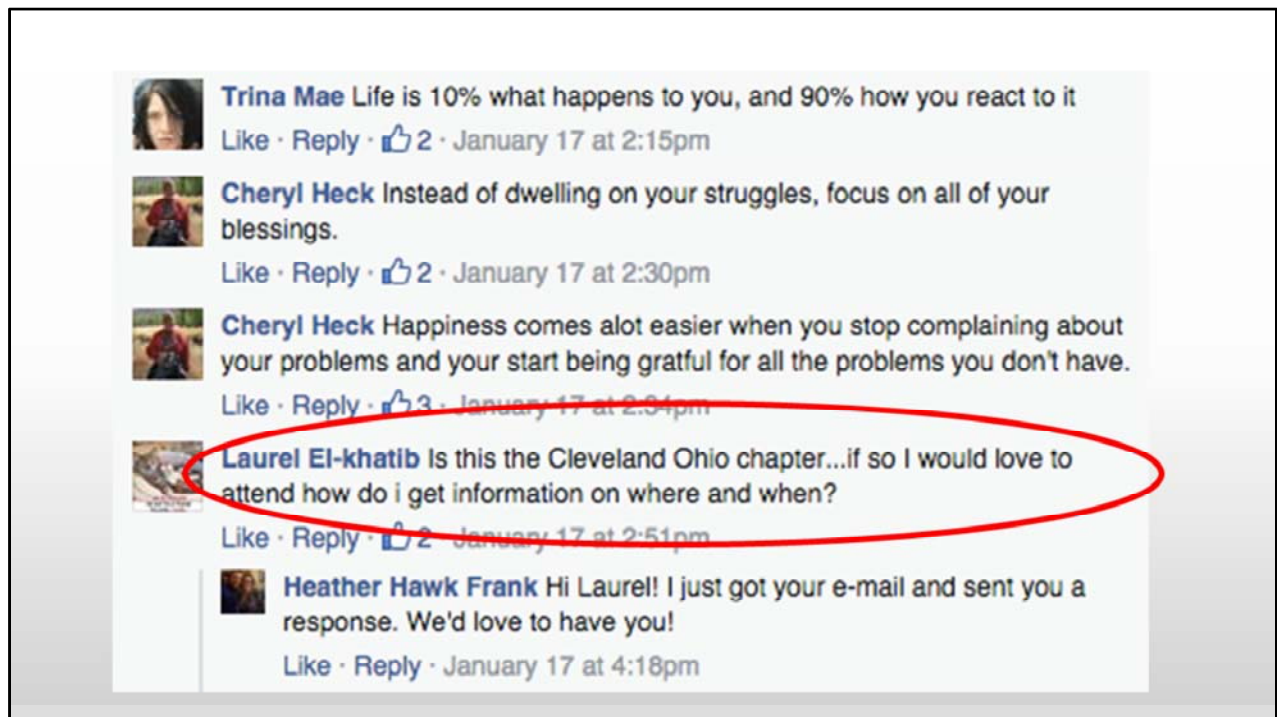 Trina Mae Life is 10% what happens to you, and 90% how you react to it
Like · Reply · 2 · January 17 at 2:15pm
Cheryl Heck Instead of dwelling on your struggles, focus on all of your
blessings.
Like · Reply · 2 · January 17 at 2:30pm
Cheryl Heck Happiness comes alot easier when you stop complaining about
your problems and your start being gratful for all the problems you don't have.
Like · Reply · 3 · January 17 at 2:34pm
Laurel El-khatib Is this the Cleveland Ohio chapter...if so I would love to
attend how do i get information on where and when?
Like · Reply · 2 · January 17 at 2:51pm
Heather Hawk Frank Hi Laurel! I just got your e-mail and sent you a
response. We'd love to have you!
Like · Reply · January 17 at 4:18pm